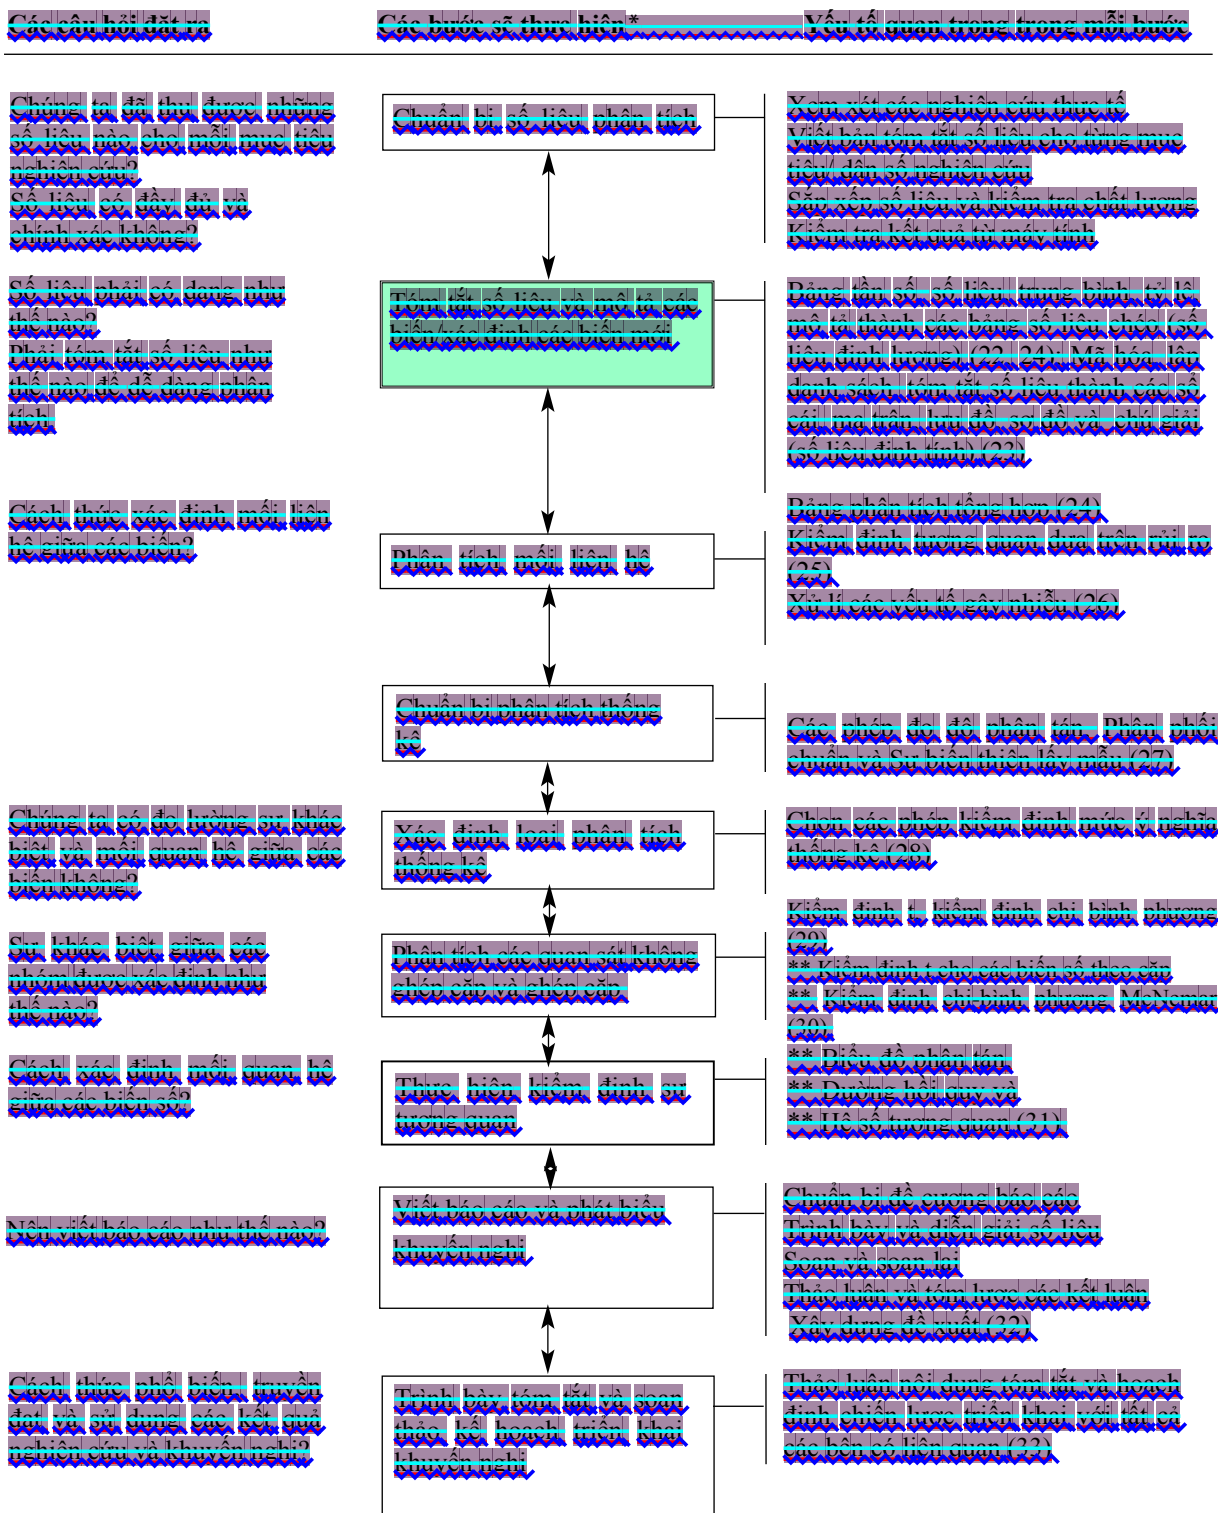 Các câu hỏi đặt ra
Các bước sẽ thực hiện *
Yếu tố quan trọng trong mỗi bước
Chúng ta đã thu được những
số liệu nào cho mỗi mục tiêu
nghiên cứu?
Số liệu có đầy đủ và
chính xác không?
Chuẩn bị số liệu phân tích
Xem xét các nghiên cứu thực tế
Viết bản tóm tắt số liệu cho từng mục
tiêu/ dân số nghiên cứu
Sắp xếp số liệu và kiểm tra chất lượng
Kiểm tra kết quả từ máy tính
Số liệu phải có dạng như
thế nào?
Phải tóm tắt số liệu như
thế nào để dễ dàng phân
tích
Tóm tắt số liệu và mô tả các
biến/xác định các biến mới
Bảng tần số, số liệu trung bình, tỷ lệ,
mô tả thành các bảng số liệu chéo (số
liệu định lượng) (22, 24); Mã hóa, lập
danh sách, tóm tắt số liệu thành các sổ
cái, ma trận, lưu đồ, sơ đồ và chú giải
(số liệu định tính) (23)
Cách thức xác định mối liên
hệ giữa các biến?
Phân tích mối liên hệ
Bảng phân tích tổng hợp (24)
Kiểm định tương quan dựa trên rủi ro
(25)
Xử lí các yếu tố gây nhiễu (26)
Chuẩn bị phân tích thống
kê
Các phép đo độ phân tán, Phân phối
chuẩn và Sự biến thiên lấy mẫu (27)
Chúng ta có đo lường sự khác
biệt và mối quan hệ giữa các
biến không?
Xác định loại phân tích
thống kê
Chọn các phép kiểm định mức ý nghĩa
thống kê (28)
Sự khác biệt giữa các
nhóm được xác định như
thế nào?
Phân tích các quan sát không
ghép cặp và ghép cặp
Kiểm định t, kiểm định chi bình phương
(29)
** Kiểm định t cho các biến số theo cặp
** Kiểm định chi-bình phương McNemar
(30)
Cách xác định mối quan hệ
giữa các biến số?
Thực hiện kiểm định sự
tương quan
** Biểu đồ phân tán,
** Dường hồi quy và
** Hệ số tương quan (31)
Nên viết báo cáo như thế nào?
Viết báo cáo và phát biểu
khuyến nghị
Chuẩn bị đề cương báo cáo
Trình bày và diễn giải số liệu
Soạn và soạn lại
Thảo luận và tóm lược các kết luận
Xây dựng đề xuất (32)
Cách thức phổ biến, truyền
đạt và sử dụng các kết quả
nghiên cứu và khuyến nghị?
Trình bày tóm tắt và soạn
thảo kế hoạch triển khai
khuyến nghị
Thảo luận nội dung tóm tắt và hoạch
định chiến lược triển khai với tất cả
các bên có liên quan (33)